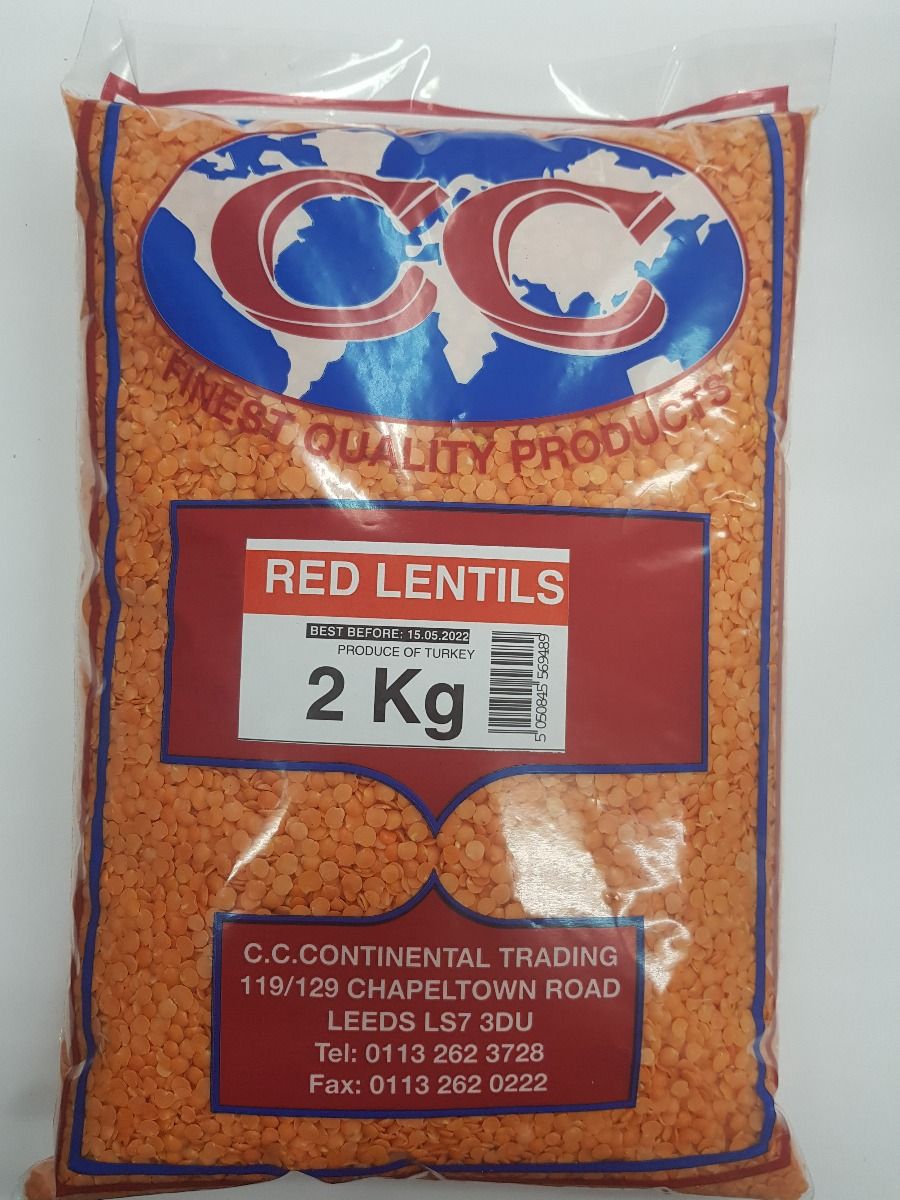 CC
FINEST QUALITY PRODUCTS
RED LENTILS
BEST BEFORE: 15.05.2022
PRODUCE OF TURKEY
2 Kg
5 050845 569489
C.C.CONTINENTAL TRADING
119/129 CHAPELTOWN ROAD
LEEDS LS7 3DU
Tel: 0113 262 3728
Fax: 0113 262 0222